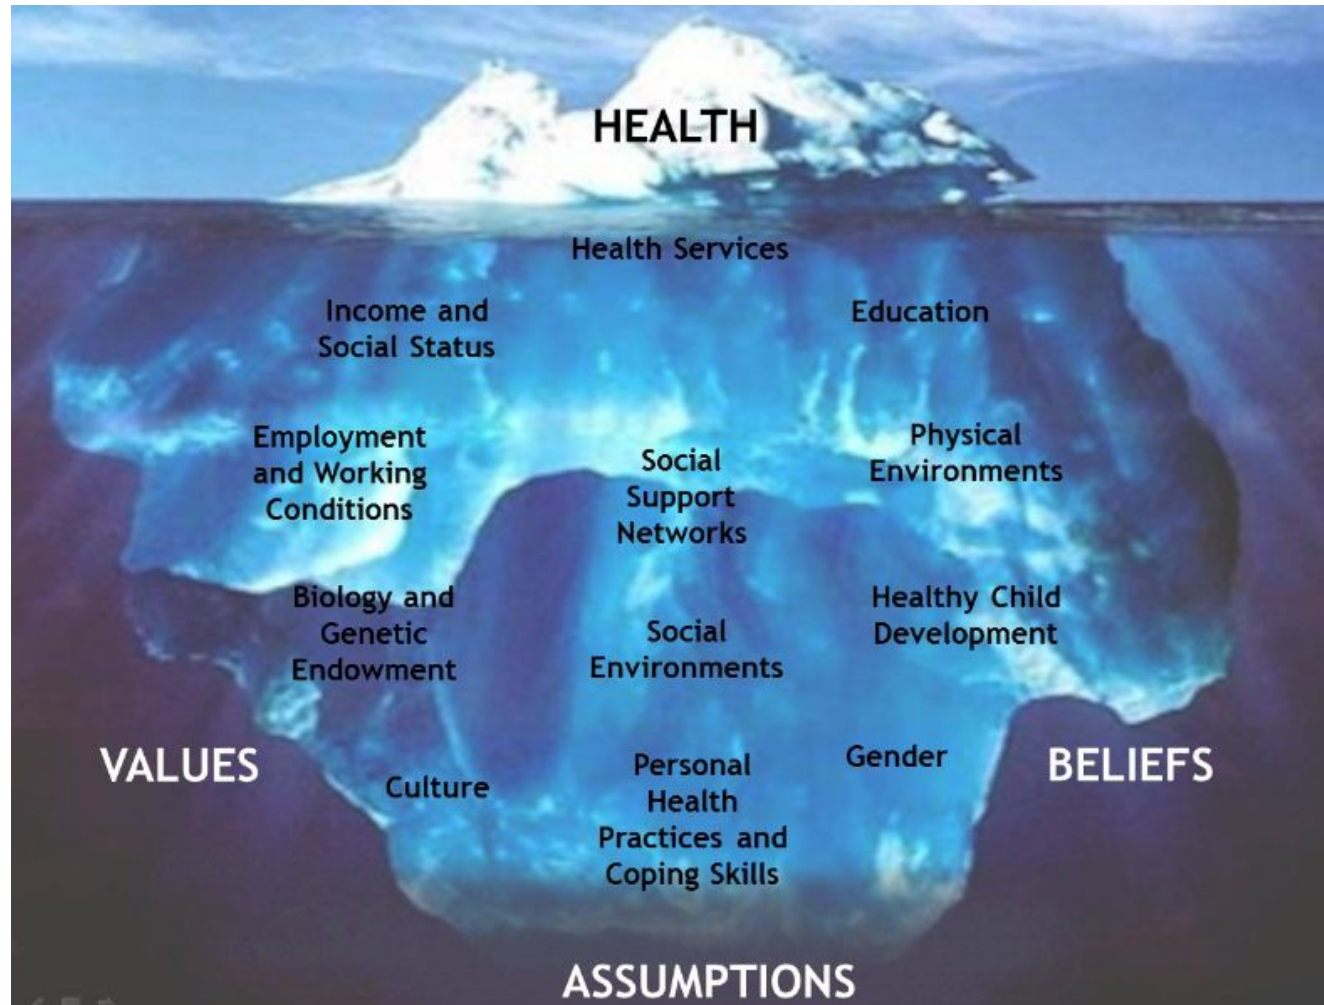 HEALTH
Health Services
Income and
Social Status
Education
Employment
and Working
Conditions
Social
Support
Networks
Physical
Environments
Biology and
Genetic
Endowment
Social
Environments
Healthy Child
Development
VALUES
Culture
Personal
Health
Practices and
Coping Skills
Gender
BELIEFS
ASSUMPTIONS